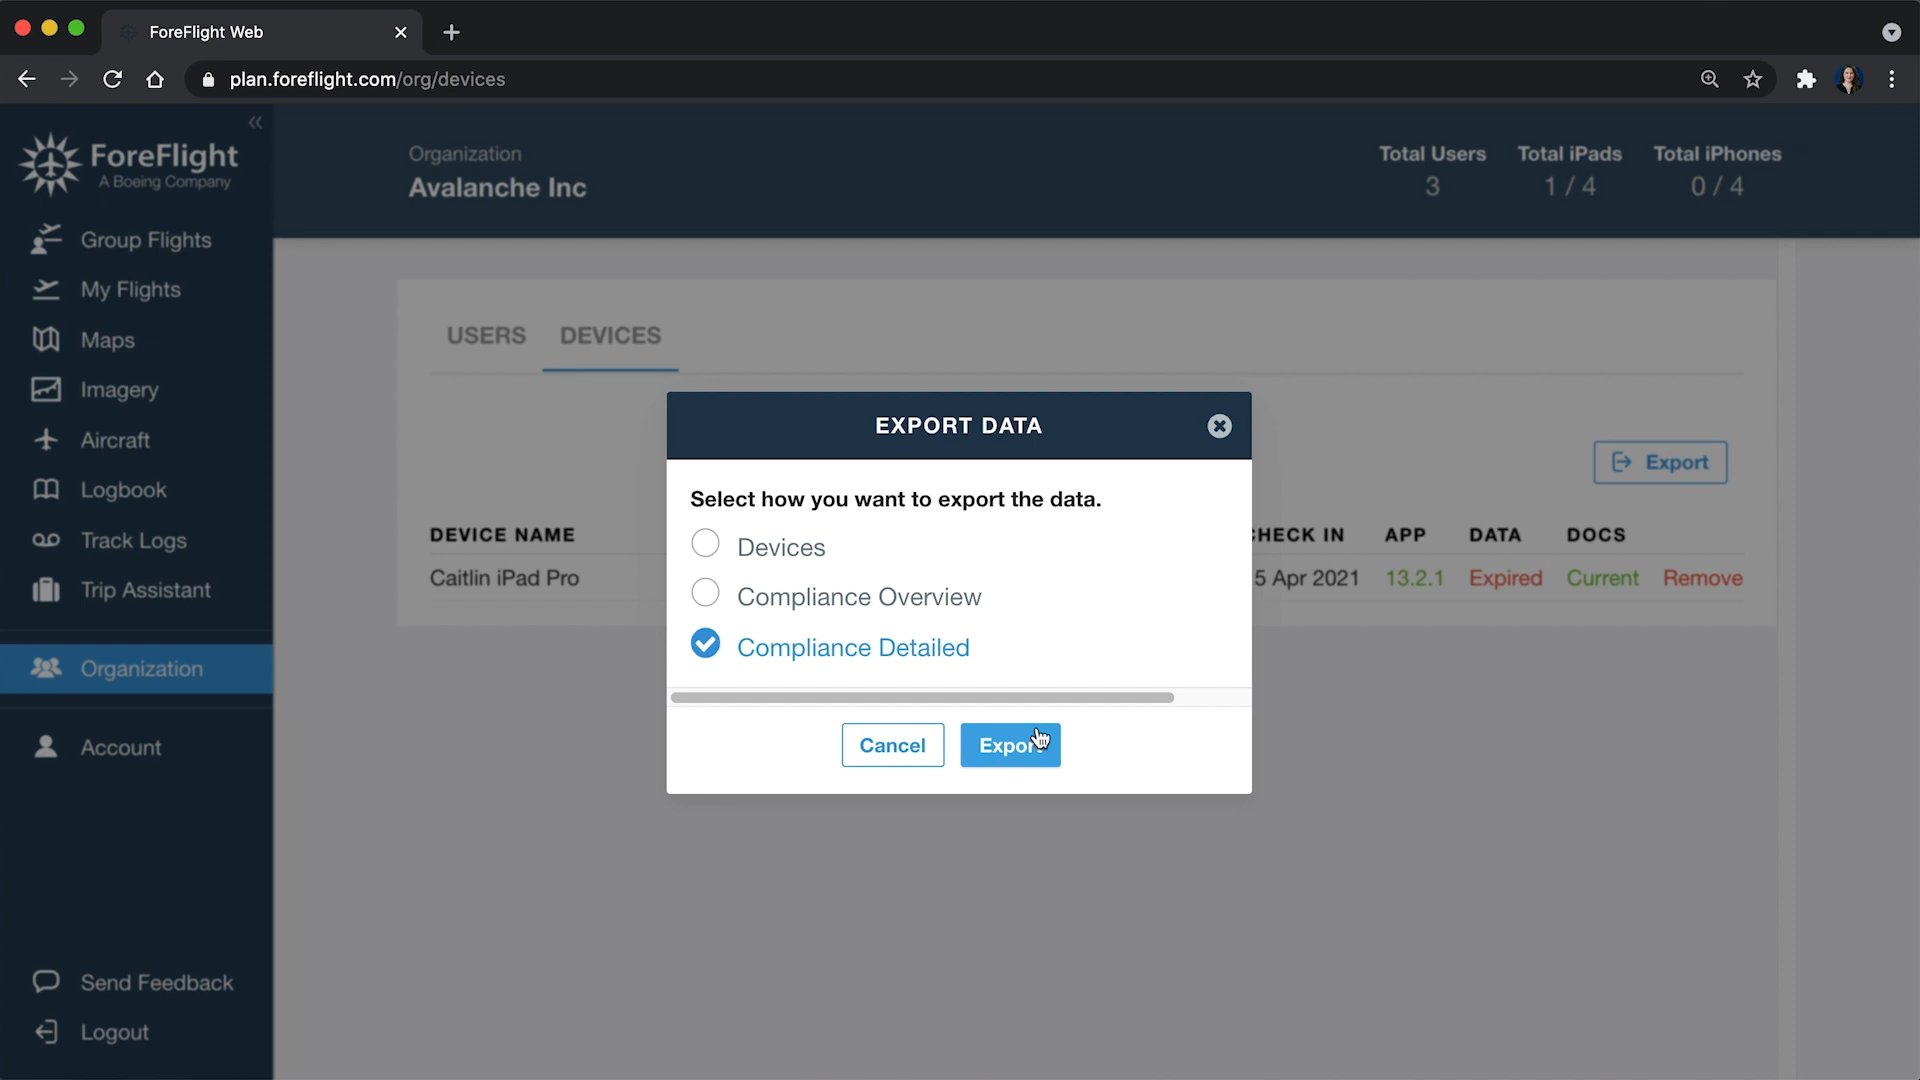 ForeFlight Web
plan.foreflight.com/org/devices
ForeFlight
A Boeing Company
Group Flights
My Flights
Maps
Imagery
Aircraft
Logbook
Track Logs
Trip Assistant
Organization
Account
Send Feedback
Logout
Organization
Avalanche Inc
Total Users
3
Total iPads
1 / 4
Total iPhones
0 / 4
USERS DEVICES
Export
DEVICE NAME CHECK IN APP DATA DOCS
Caitlin iPad Pro 5 Apr 2021 13.2.1 Expired Current Remove
EXPORT DATA
Select how you want to export the data.
Devices
Compliance Overview
Compliance Detailed
Cancel Export